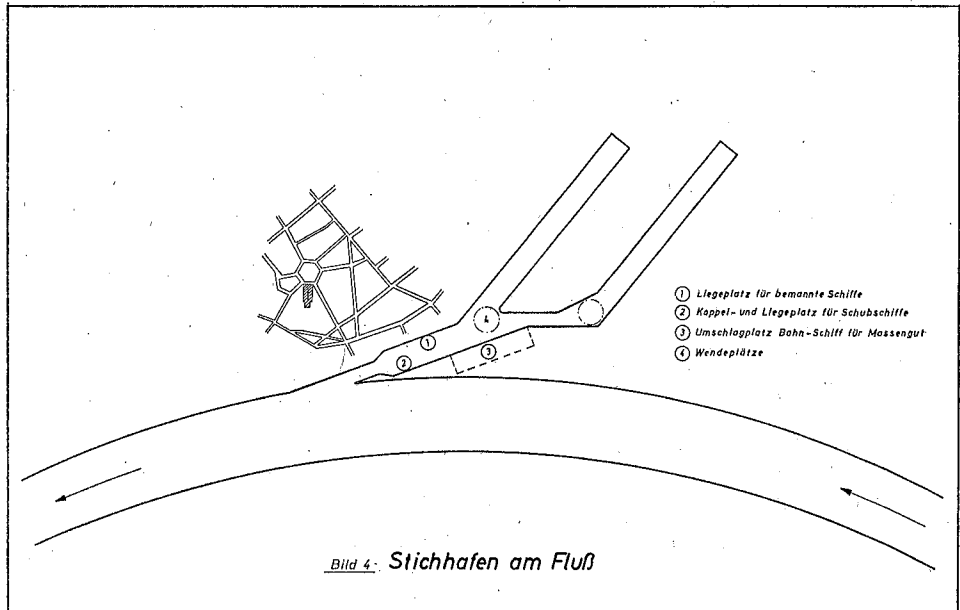 ① Liegeplatz für bemannte Schiffe
② Koppel- und Liegeplatz für Schubschiffe
③ Umschlagplatz Bahn-Schiff für Massengut
④ Wendeplätze
④
①
③
②
Bild 4: Stichhafen am Fluß